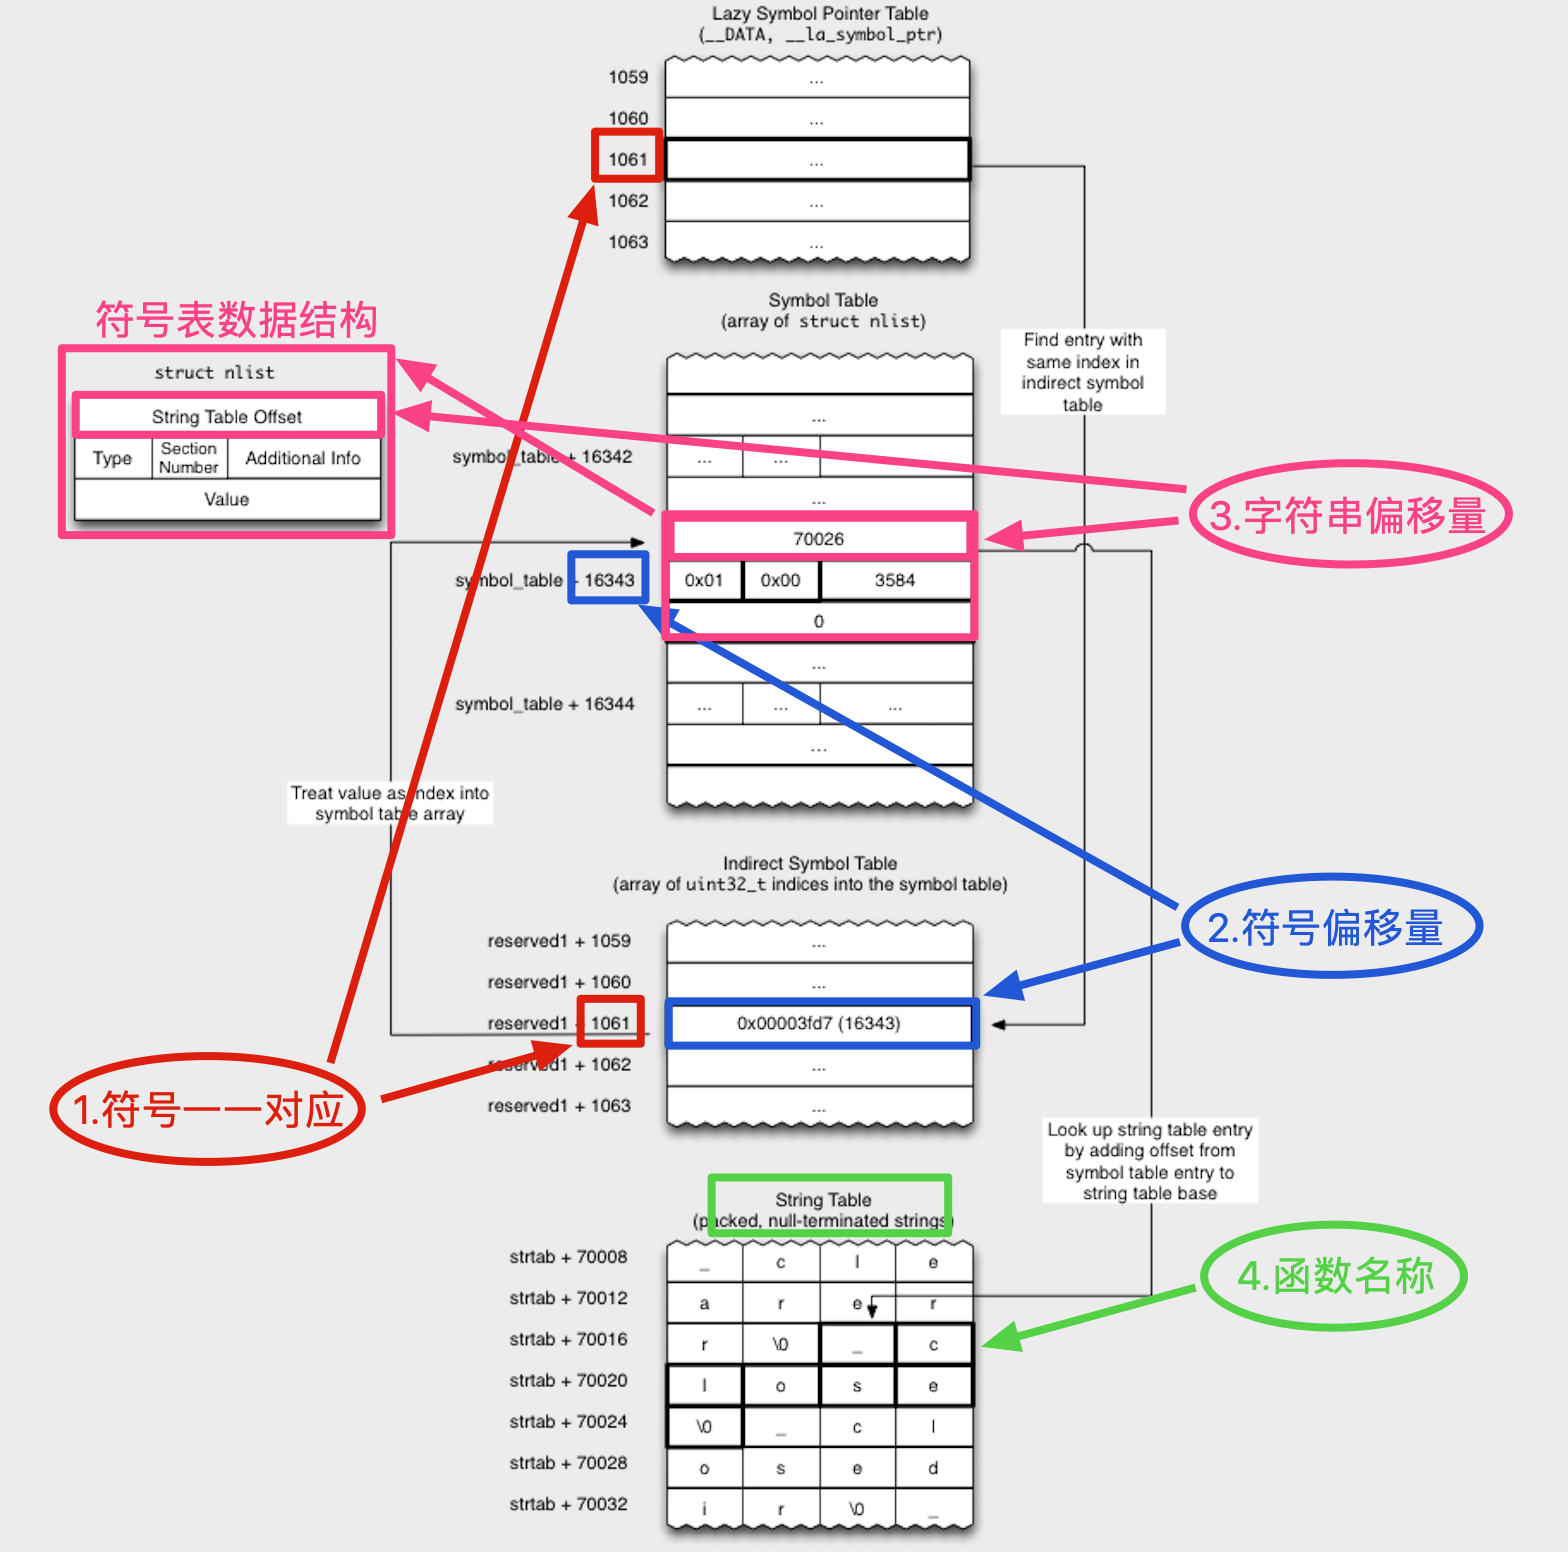 Lazy Symbol Pointer Table
(__DATA, __la_symbol_ptr)
1059 ...
1060 ...
1061 ...
1062 ...
1063 ...
符号表数据结构
struct nlist
String Table Offset
Type Section Number Additional Info
Value
Symbol Table
(array of struct nlist)
Find entry with
same index in
indirect symbol
table
...
symbol_table + 16342 ... ...
...
70026
symbol_table + 16343 0x01 0x00 3584
0
...
symbol_table + 16344 ... ... ...
...
3.字符串偏移量
Treat value as index into
symbol table array
Indirect Symbol Table
(array of uint32_t indices into the symbol table)
reserved1 + 1059 ...
reserved1 + 1060 ...
reserved1 + 1061 0x00003fd7 (16343)
reserved1 + 1062 ...
reserved1 + 1063 ...
2.符号偏移量
1.符号一一对应
Look up string table entry
by adding offset from
symbol table entry to
string table base
String Table
(packed, null-terminated strings)
strtab + 70008 _ c l e
strtab + 70012 a r e r
strtab + 70016 r \0 _ c
strtab + 70020 l o s e
strtab + 70024 \0 _ c l
strtab + 70028 o s e d
strtab + 70032 i r \0 _
4.函数名称